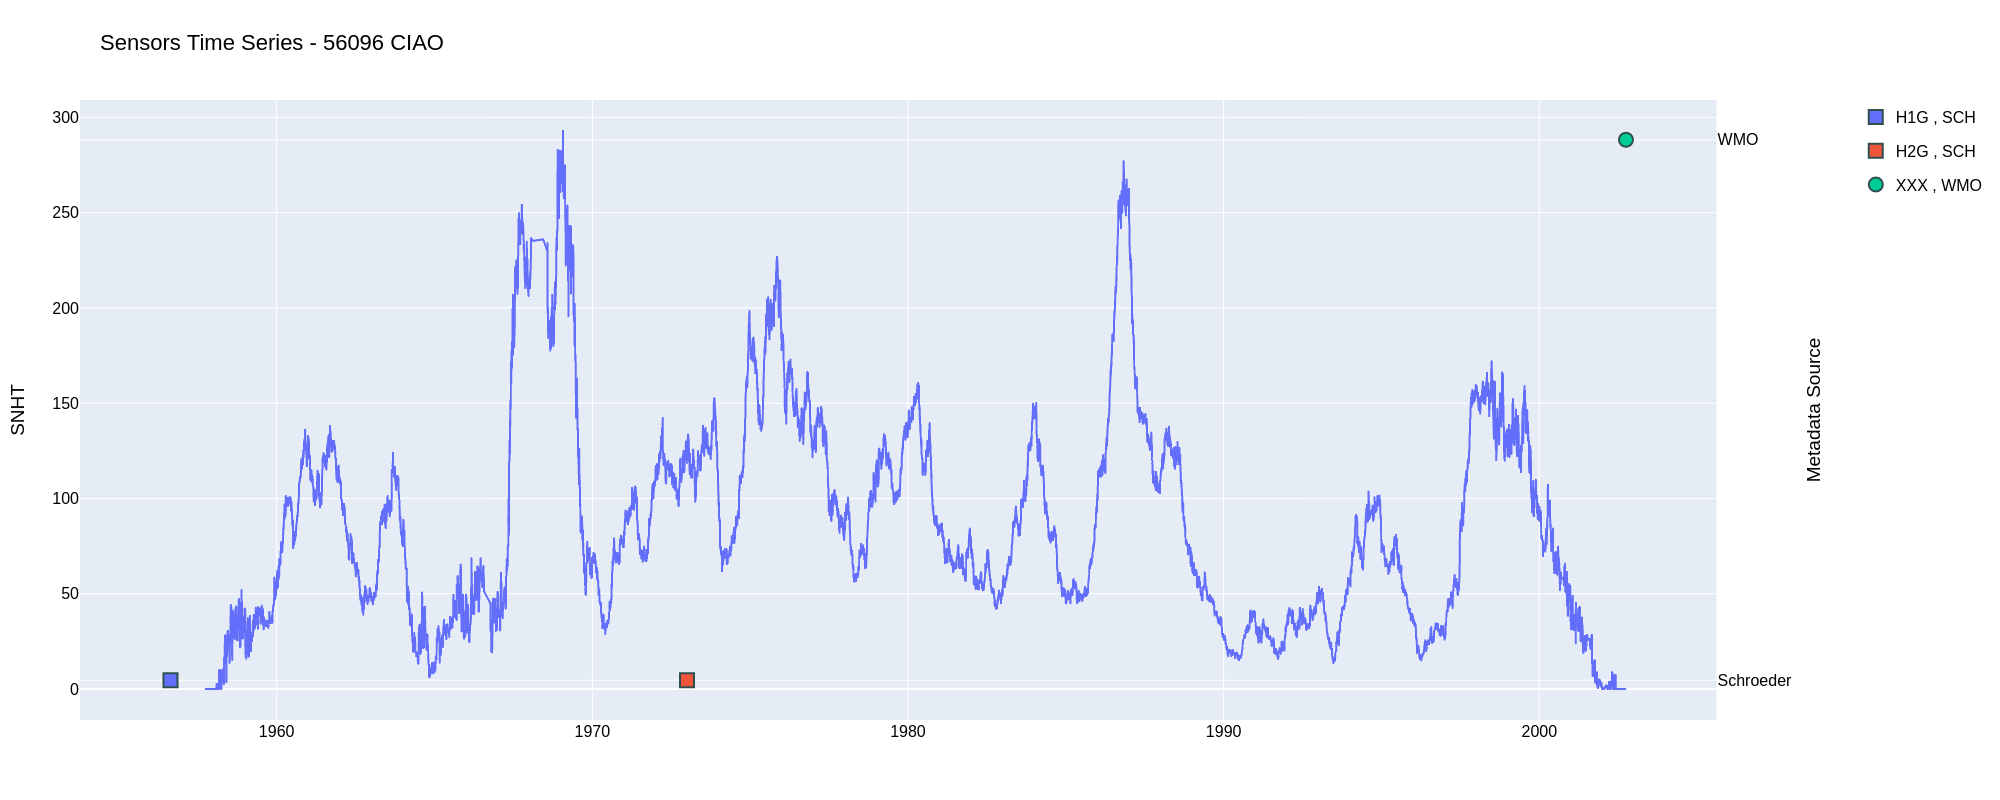 Sensors Time Series - 56096 CIAO
300
250
200
150
100
50
0
SNHT
1960
1970
1980
1990
2000
WMO
Schroeder
Metadata Source
H1G , SCH
H2G , SCH
XXX , WMO